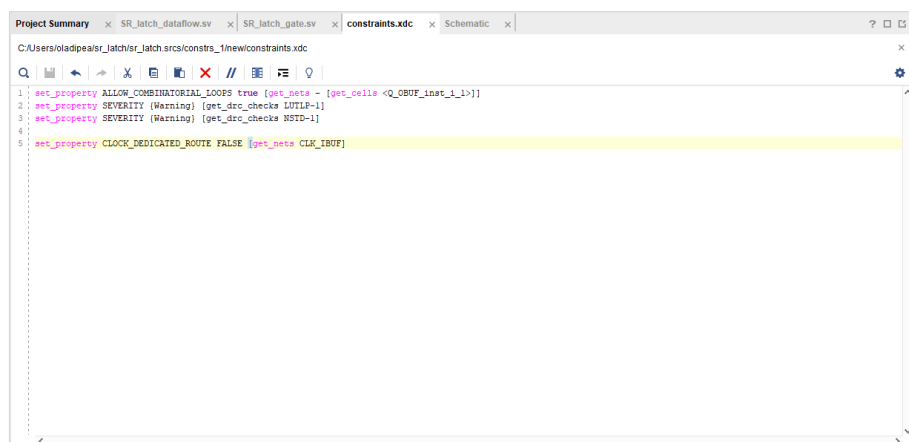 Project Summary × SR_latch_dataflow.sv × SR_latch_gate.sv × constraints.xdc × Schematic × ?
C:/Users/oladipea/sr_latch/sr_latch.srcs/constrs_1/new/constraints.xdc ×
1 set_property ALLOW_COMBINATORIAL_LOOPS true [get_nets - [get_cells <Q_OBUF_inst_i_1>]]
2 set_property SEVERITY {Warning} [get_drc_checks LUTLP-1]
3 set_property SEVERITY {Warning} [get_drc_checks NSTD-1]
4
5 set_property CLOCK_DEDICATED_ROUTE FALSE [get_nets CLK_IBUF]